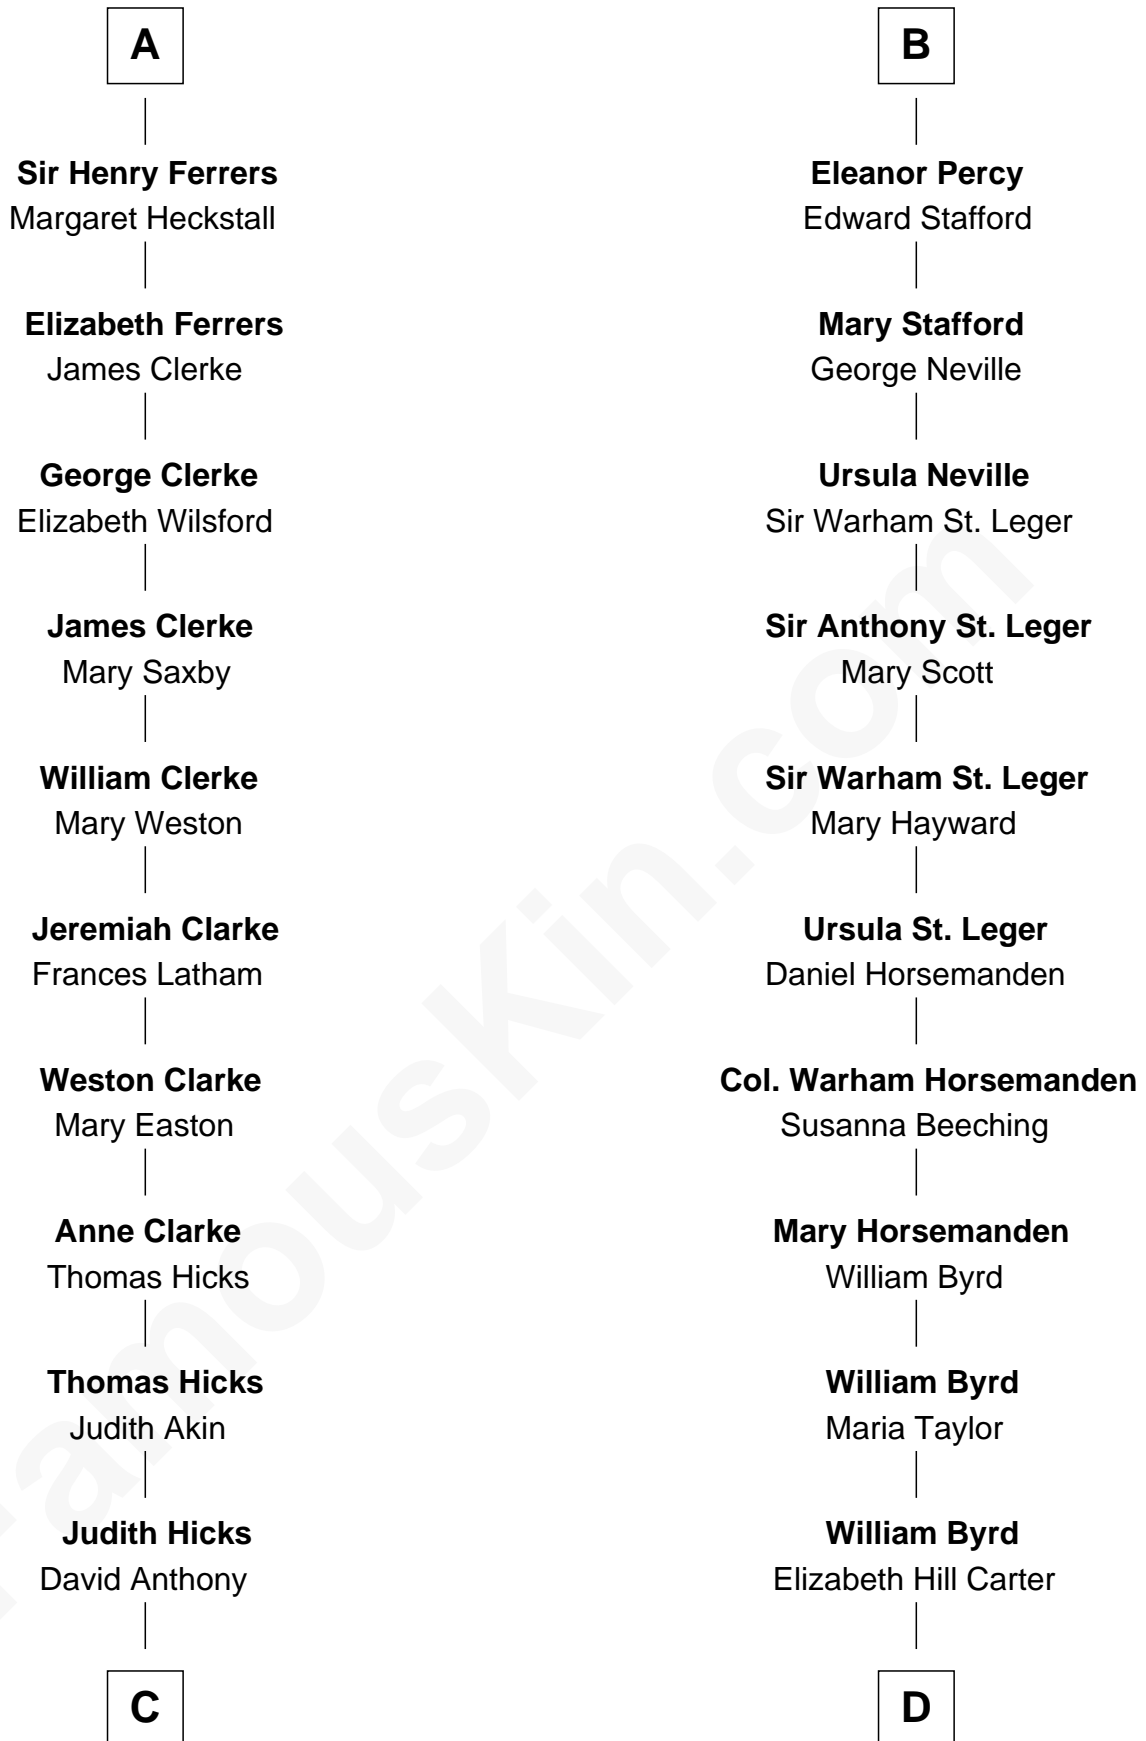 A
Sir Henry Ferrers
Margaret Heckstall
Elizabeth Ferrers
James Clerke
George Clerke
Elizabeth Wilsford
James Clerke
Mary Saxby
William Clerke
Mary Weston
Jeremiah Clarke
Frances Latham
Weston Clarke
Mary Easton
Anne Clarke
Thomas Hicks
Thomas Hicks
Judith Akin
Judith Hicks
David Anthony
C
B
Eleanor Percy
Edward Stafford
Mary Stafford
George Neville
Ursula Neville
Sir Warham St. Leger
Sir Anthony St. Leger
Mary Scott
Sir Warham St. Leger
Mary Hayward
Ursula St. Leger
Daniel Horsemanden
Col. Warham Horsemanden
Susanna Beeching
Mary Horsemanden
William Byrd
William Byrd
Maria Taylor
William Byrd
Elizabeth Hill Carter
D
FamousKin.com